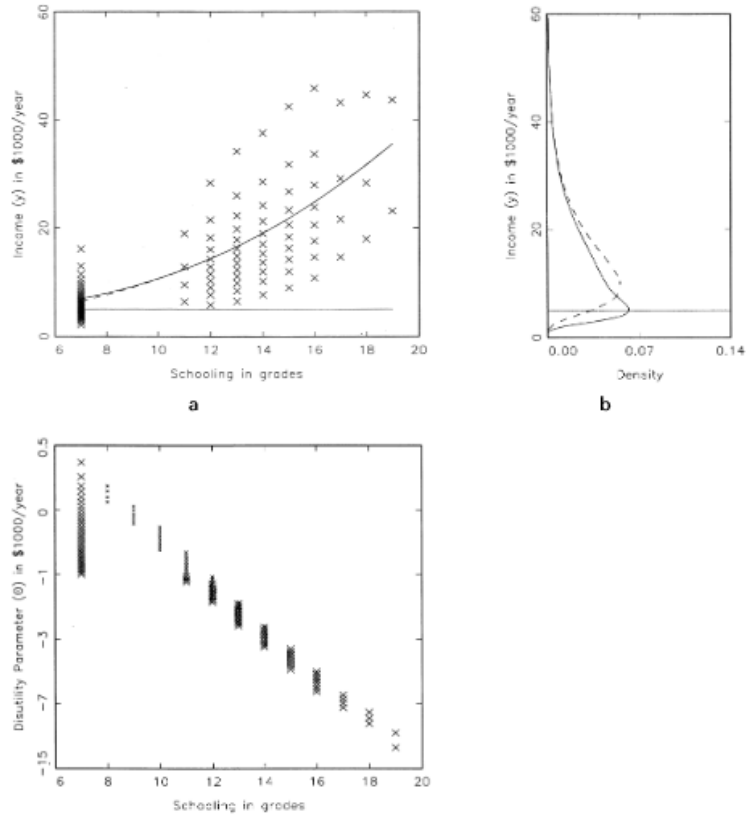 60
40
20
0
Income (y) in $1000/year
6 8 10 12 14 16 18 20
Schooling in grades
a
60
40
20
0
Income (y) in $1000/year
0.00 0.07 0.14
Density
b
0.5
0
-1
-3
-7
-15
Disutility Parameter (Θ) in $1000/year
6 8 10 12 14 16 18 20
Schooling in grades